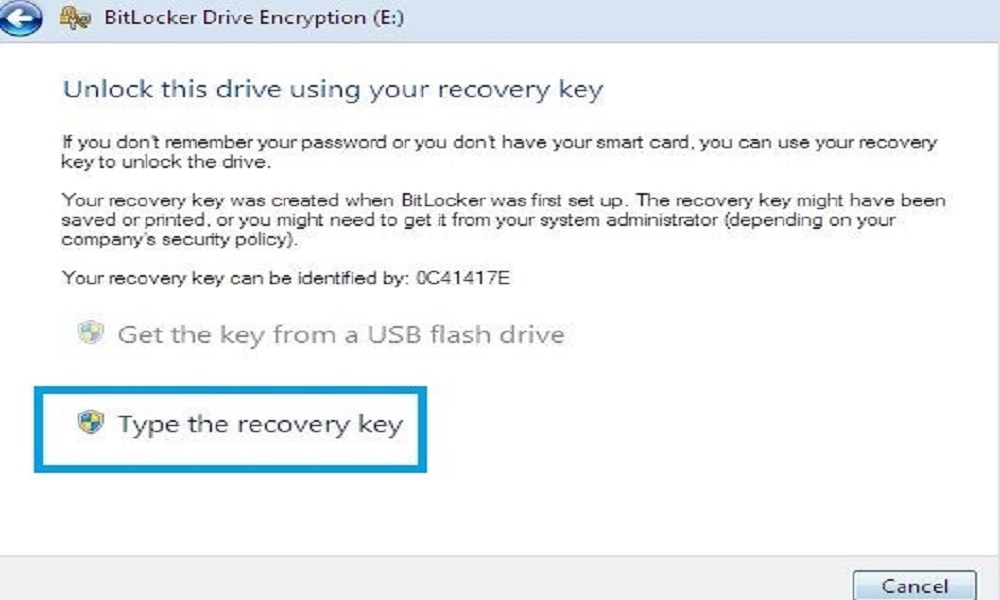 BitLocker Drive Encryption (E:)
Unlock this drive using your recovery key
If you don't remember your password or you don't have your smart card, you can use your recovery
key to unlock the drive.
Your recovery key was created when BitLocker was first set up. The recovery key might have been
saved or printed, or you might need to get it from your system administrator (depending on your
company's security policy).
Your recovery key can be identified by: 0C41417E
Get the key from a USB flash drive
Type the recovery key
Cancel